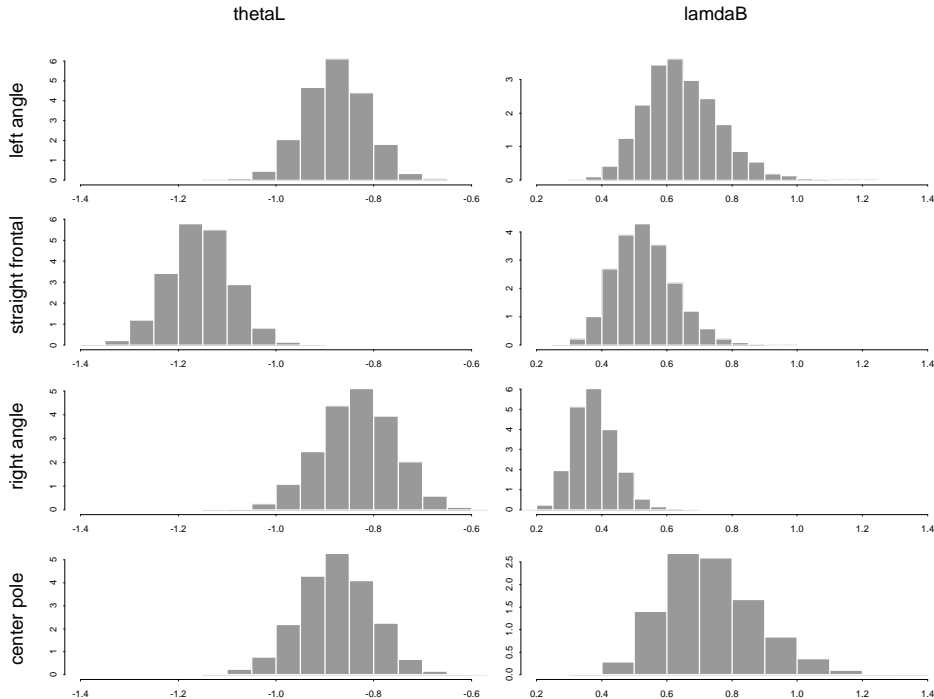 thetaL
lamdaB
left angle
0 1 2 3 4 5 6
-1.4 -1.2 -1.0 -0.8 -0.6
0 1 2 3
0.2 0.4 0.6 0.8 1.0 1.2 1.4
straight frontal
0 1 2 3 4 5 6
-1.4 -1.2 -1.0 -0.8 -0.6
0 1 2 3 4
0.2 0.4 0.6 0.8 1.0 1.2 1.4
right angle
0 1 2 3 4 5
-1.4 -1.2 -1.0 -0.8 -0.6
0 1 2 3 4 5 6
0.2 0.4 0.6 0.8 1.0 1.2 1.4
center pole
0 1 2 3 4 5
-1.4 -1.2 -1.0 -0.8 -0.6
0.0 0.5 1.0 1.5 2.0 2.5
0.2 0.4 0.6 0.8 1.0 1.2 1.4